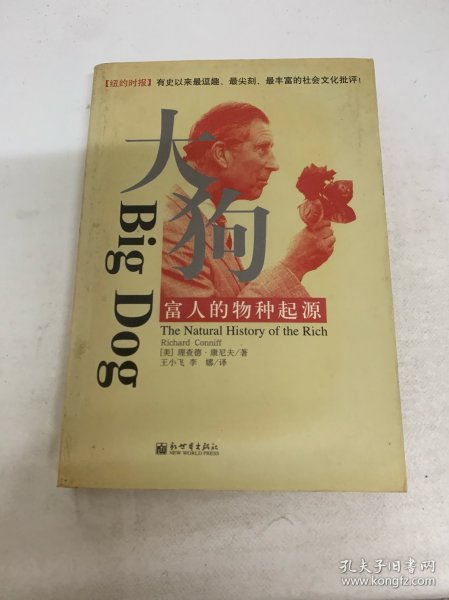 【纽约时报】有史以来最逗趣、最尖刻、最丰富的社会文化批评！
大狗
Big Dog
富人的物种起源
The Natural History of the Rich
Richard Conniff
［美］理查德·康尼夫/著
王小飞 李 娜/译
新世界出版社
NEW WORLD PRESS
孔夫子旧书网
www.kongfz.com